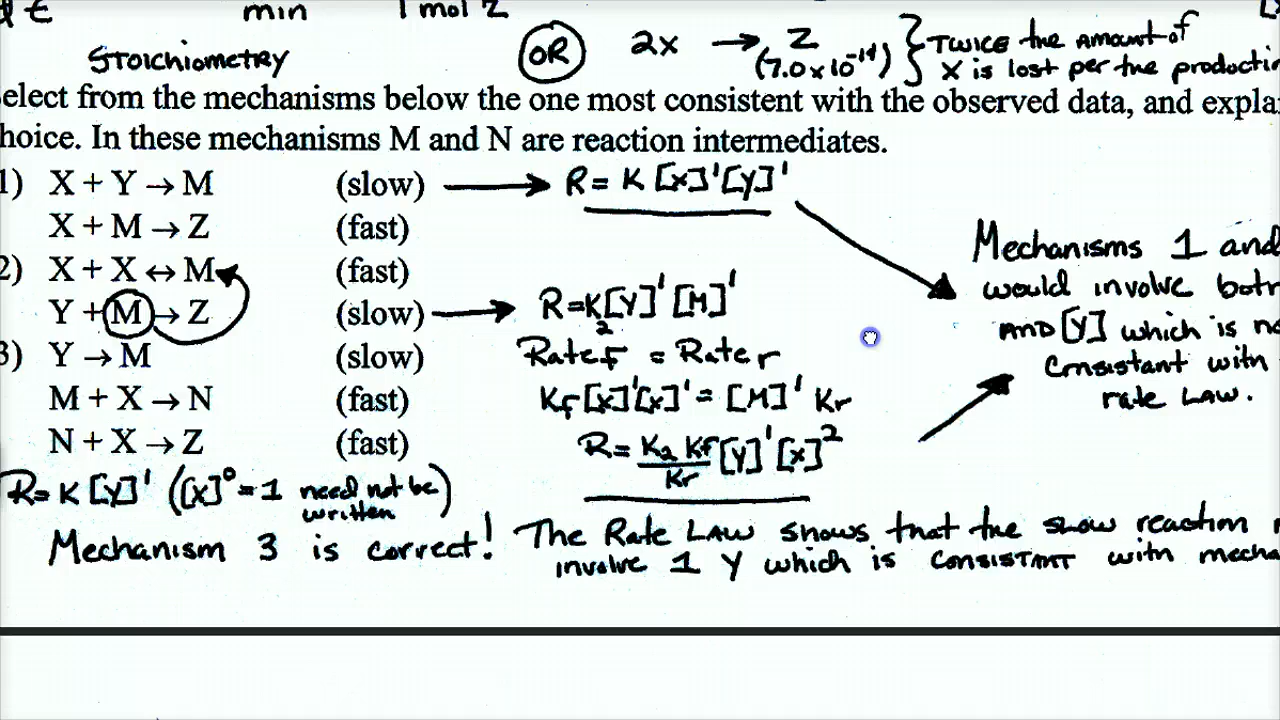 min 1 mol Z
STOICHIOMETRY
OR 2X → Z
(7.0x10⁻¹⁴)
TWICE the AMOUNT of
X is lost per the producti
elect from the mechanisms below the one most consistent with the observed data, and expla
hoice. In these mechanisms M and N are reaction intermediates.
1) X + Y → M (slow) → R = K [X]¹[Y]¹
X + M → Z (fast)
2) X + X ↔ M (fast)
Y + M → Z (slow) → R = K₂[Y]¹[M]¹
Ratef = Rate r
3) Y → M (slow)
M + X → N (fast) Kf[X]¹[X]¹ = [M]¹ Kr
N + X → Z (fast) R = K₂ Kf/Kr [Y]¹[X]²
Mechanisms 1 and
would involve bot
AND [Y] which is no
consistant with
rate LAW.
R = K [Y]¹ ([X]⁰ = 1 need not be
written)
Mechanism 3 is correct!
The Rate LAW shows that the slow reaction
involve 1 Y which is CONSISTANT with mecha